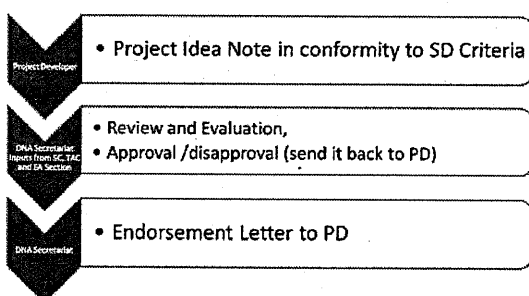 Project Developer
• Project Idea Note in conformity to SD Criteria
DNA Secretariat
Inputs from SC, TAC
and EA Section
• Review and Evaluation,
• Approval /disapproval (send it back to PD)
DNA Secretariat
• Endorsement Letter to PD